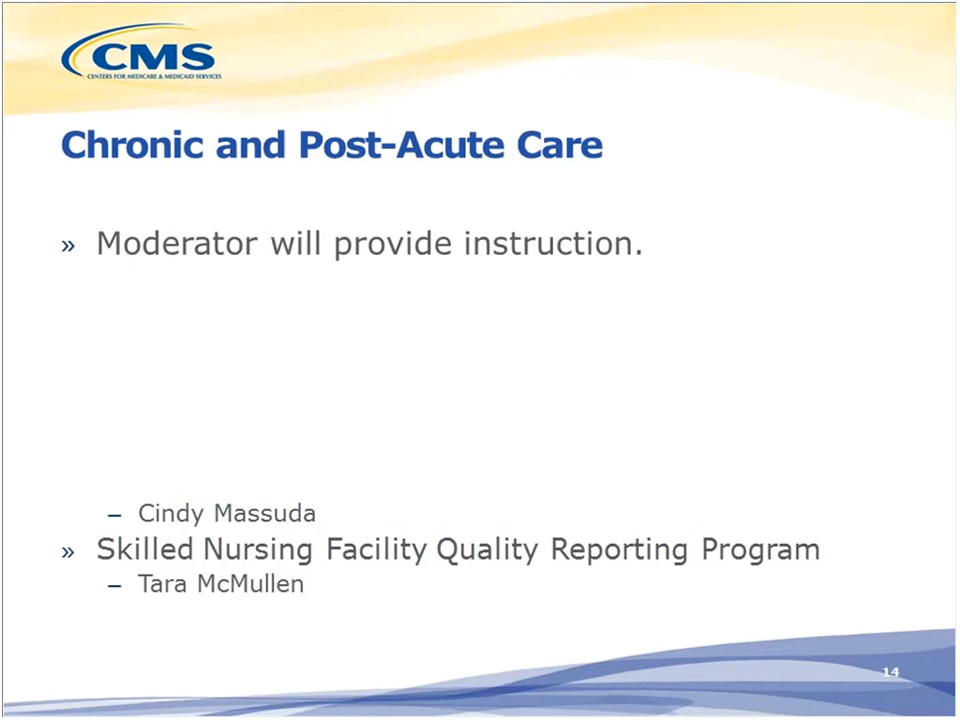 CMS
CENTERS FOR MEDICARE & MEDICAID SERVICES
Chronic and Post-Acute Care
» Moderator will provide instruction.
– Cindy Massuda
» Skilled Nursing Facility Quality Reporting Program
– Tara McMullen
14